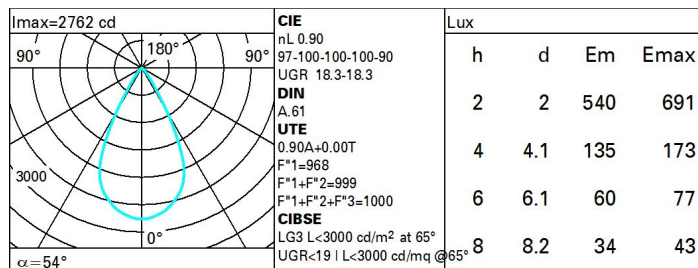 Imax=2762 cd
90°
180°
90°
3000
0°
α=54°
CIE
nL 0.90
97-100-100-100-90
UGR 18.3-18.3
DIN
A.61
UTE
0.90A+0.00T
F"1=968
F"1+F"2=999
F"1+F"2+F"3=1000
CIBSE
LG3 L<3000 cd/m² at 65°
UGR<19 | L<3000 cd/mq @65°
Lux
h d Em Emax
2 2 540 691
4 4.1 135 173
6 6.1 60 77
8 8.2 34 43